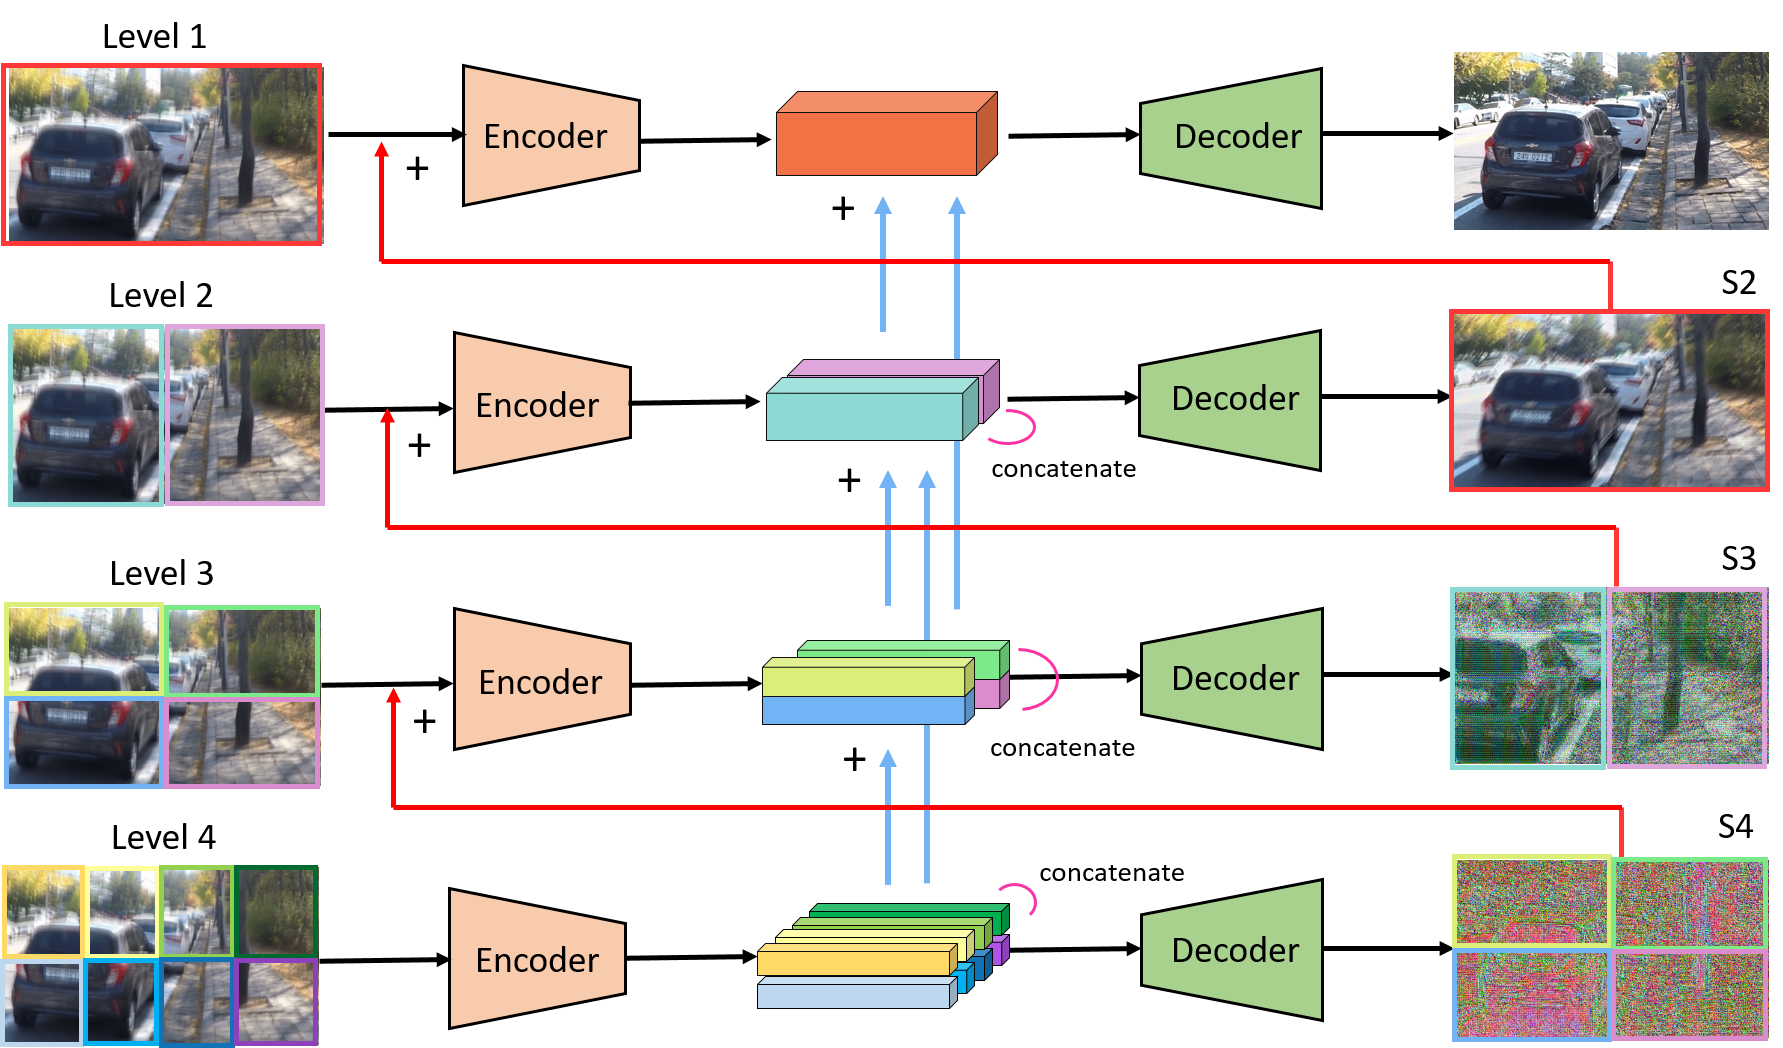 Level 1
Encoder
Decoder
+
+
S2
Level 2
Encoder
Decoder
+
concatenate
+
S3
Level 3
Encoder
Decoder
+
concatenate
+
S4
Level 4
concatenate
Encoder
Decoder